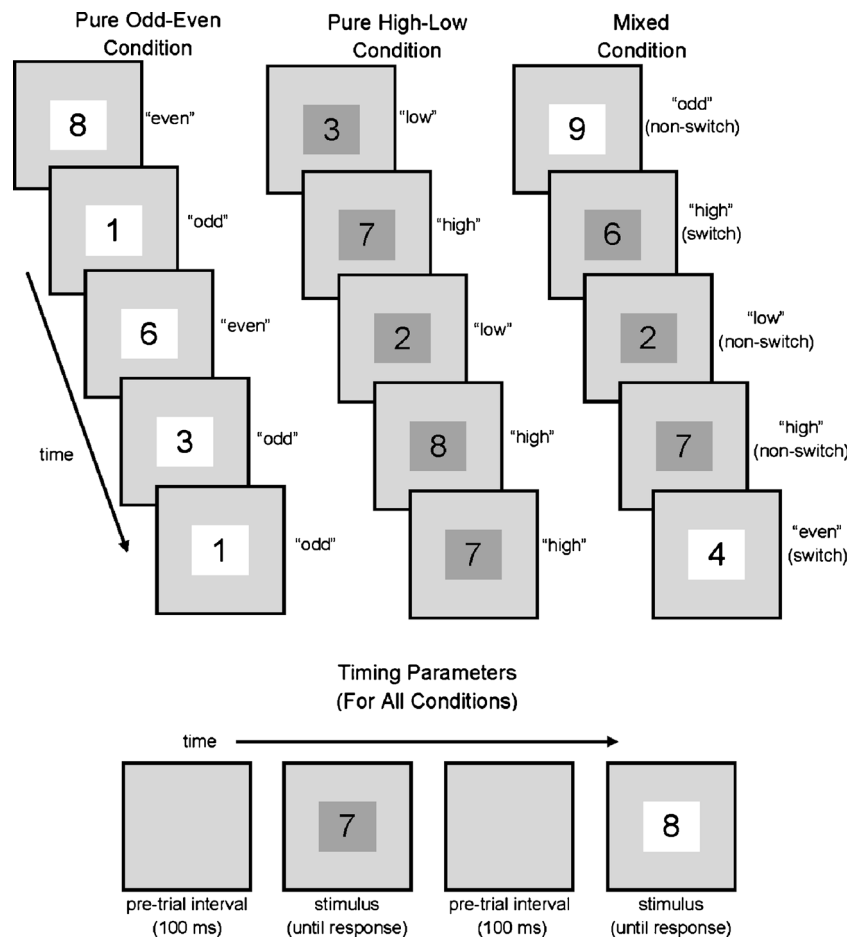 Pure Odd-Even
Condition
8
"even"
1
"odd"
6
"even"
3
"odd"
1
"odd"
time
Pure High-Low
Condition
3
"low"
7
"high"
2
"low"
8
"high"
7
"high"
Mixed
Condition
9
"odd"
(non-switch)
6
"high"
(switch)
2
"low"
(non-switch)
7
"high"
(non-switch)
4
"even"
(switch)
Timing Parameters
(For All Conditions)
time
7
8
pre-trial interval
(100 ms)
stimulus
(until response)
pre-trial interval
(100 ms)
stimulus
(until response)